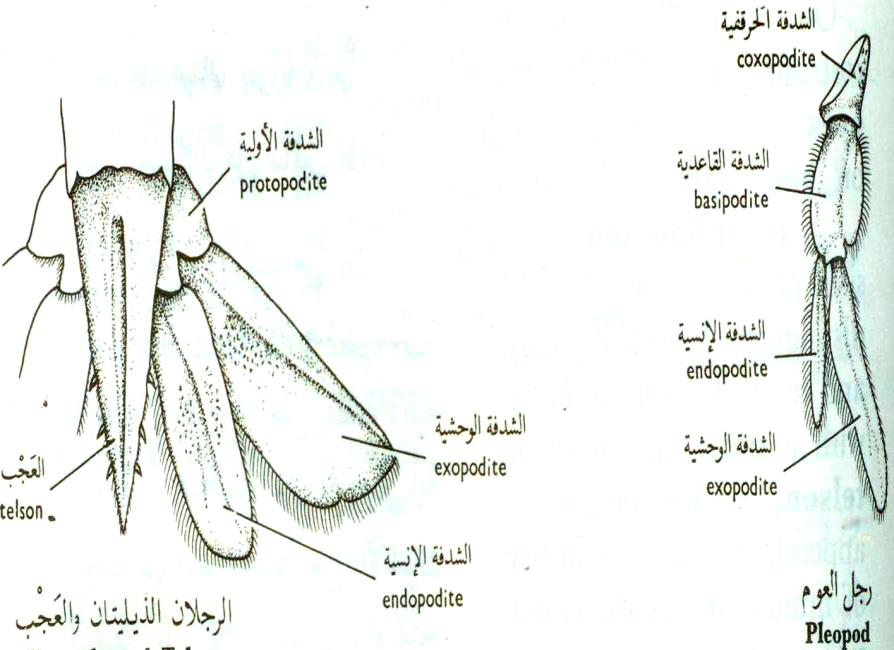 الشدفة الأولية
protopodite
الشدفة الوحشية
exopodite
العَجْب
telson
الشدفة الإنسية
endopodite
الرجلان الذيليتان والعَجْب
الشدفة الحرقفية
coxopodite
الشدفة القاعدية
basipodite
الشدفة الإنسية
endopodite
الشدفة الوحشية
exopodite
رجل العوم
Pleopod